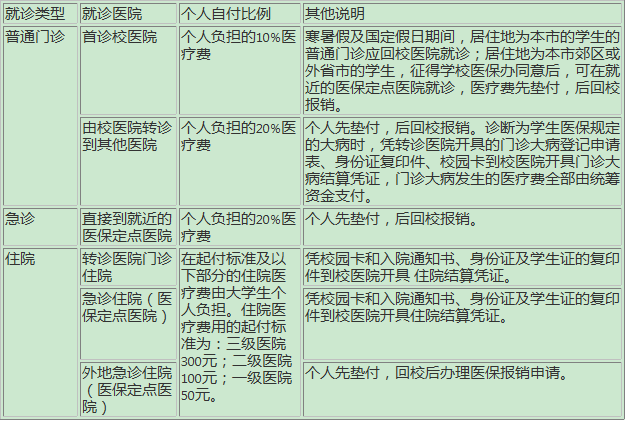 就诊类型 就诊医院 个人自付比例 其他说明
普通门诊 首诊校医院 个人负担的10%医
疗费
寒暑假及国定假日期间，居住地为本市的学生的
普通门诊应回校医院就诊；居住地为本市郊区或
外省市的学生，征得学校医保办同意后，可在就
近的医保定点医院就诊，医疗费先垫付，后回校
报销。
由校医院转诊
到其他医院
个人负担的20%医
疗费
个人先垫付，后回校报销。诊断为学生医保规定
的大病时，凭转诊医院开具的门诊大病登记申请
表、身份证复印件、校园卡到校医院开具门诊大
病结算凭证，门诊大病发生的医疗费全部由统筹
资金支付。
急诊 直接到就近的
医保定点医院
个人负担的20%医
疗费
个人先垫付，后回校报销。
住院 转诊医院门诊
住院
在起付标准及以
下部分的住院医
疗费由大学生个
人负担。住院医
疗费用的起付标
准为：三级医院
300元；二级医院
100元；一级医院
50元。
凭校园卡和入院通知书、身份证及学生证的复印
件到校医院开具 住院结算凭证。
急诊住院（医
保定点医院）
凭校园卡和入院通知书、身份证及学生证的复印
件到校医院开具住院结算凭证。
外地急诊住院
（医保定点医
院）
个人先垫付，回校后办理医保报销申请。